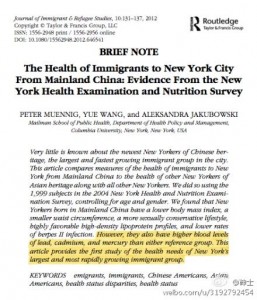 Journal of Immigrant & Refugee Studies, 10:131–137, 2012
Copyright © Taylor & Francis Group, LLC
ISSN: 1556-2948 print / 1556-2956 online
DOI: 10.1080/15562948.2012.646541
Routledge
Taylor & Francis Group
BRIEF NOTE
The Health of Immigrants to New York City
From Mainland China: Evidence From the New
York Health Examination and Nutrition Survey
PETER MUENNIG, YUE WANG, and ALEKSANDRA JAKUBOWSKI
Mailman School of Public Health, Department of Health Policy and Management,
Columbia University, New York, New York, USA
Very little is known about the newest New Yorkers of Chinese her-
itage, the largest and fastest growing immigrant group in the city.
This article compares measures of the health of immigrants to New
York from Mainland China to the health of other New Yorkers of
Asian heritage along with all other New Yorkers. We did so using the
1,999 subjects in the 2004 New York Health and Nutrition Exami-
nation Survey, controlling for age and gender. We found that New
Yorkers born in Mainland China have a lower body mass index, a
smaller waist circumference, a more sexually conservative lifestyle,
highly favorable high-density lipoprotein profiles, and lower rates
of herpes II infection. However, they also have higher blood levels
of lead, cadmium, and mercury than either reference group. This
article provides the first study of the health needs of New York's
largest and most rapidly growing immigrant group.
KEYWORDS emigrants, immigrants, Chinese Americans, Asian
Americans, health status disparities, health status
http://weibo.com/u/3192792454